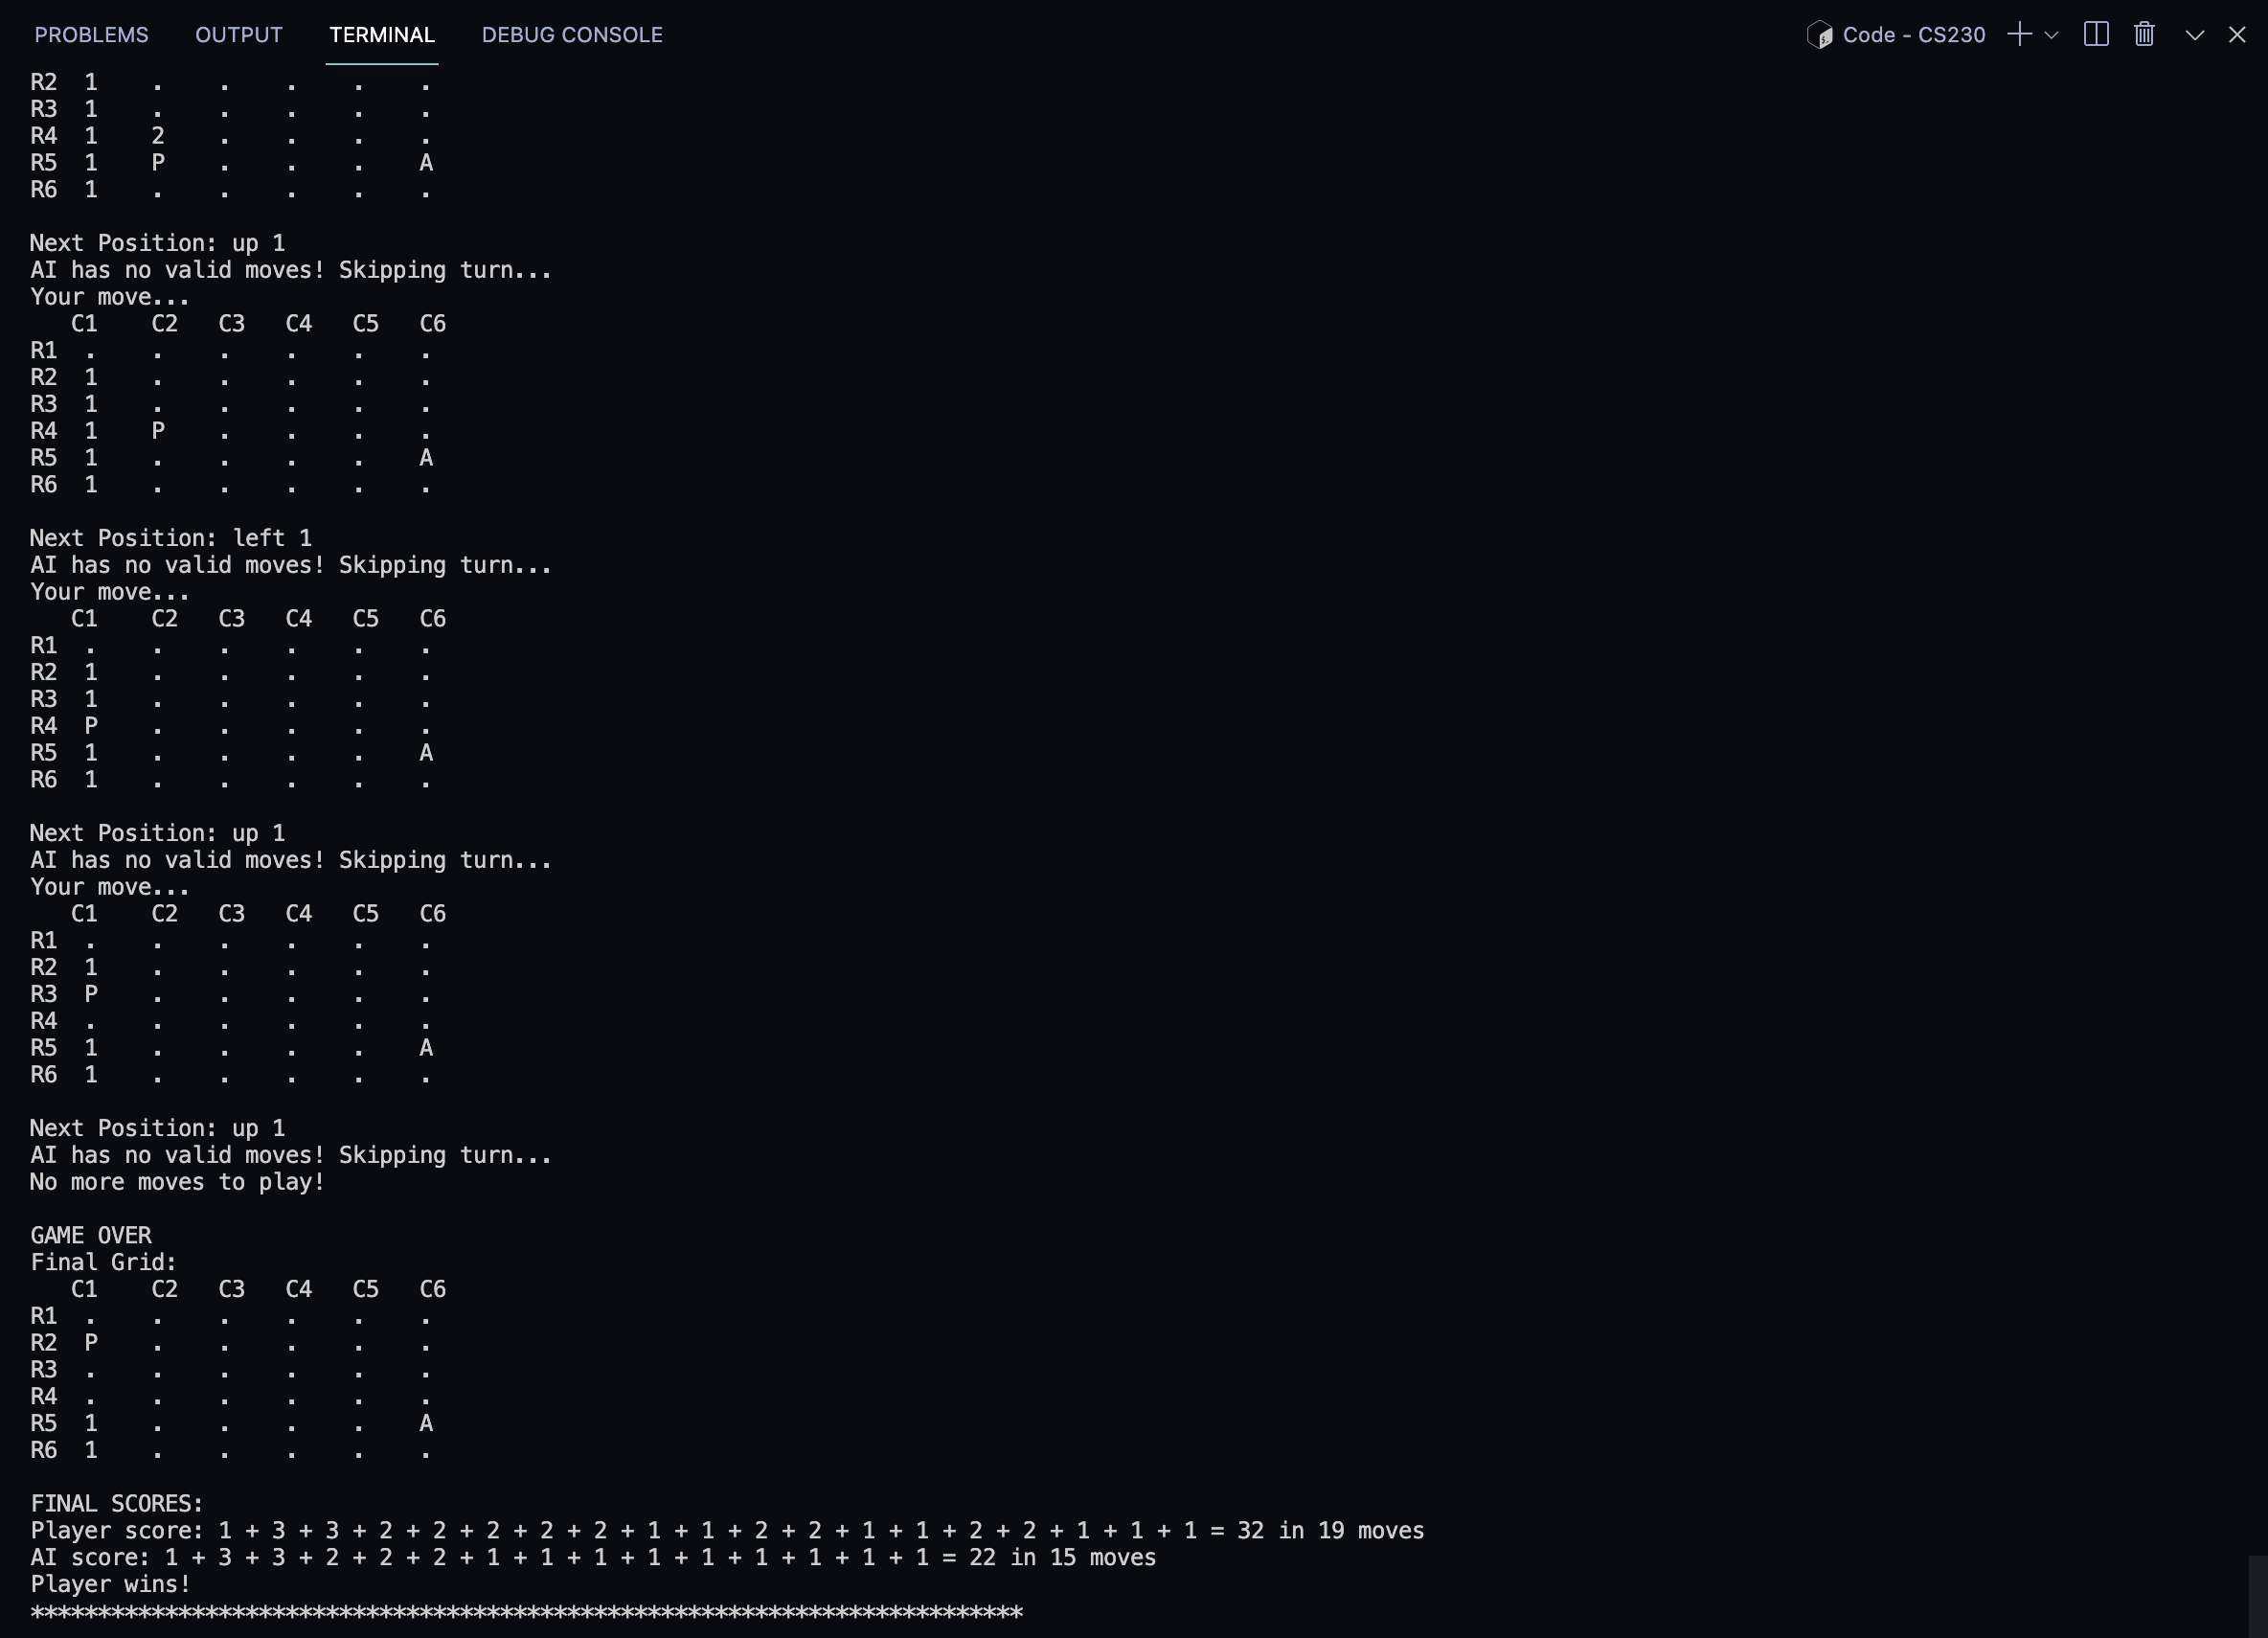 PROBLEMS OUTPUT TERMINAL DEBUG CONSOLE Code - CS230
R2  1    .    .    .    .    .
R3  1    .    .    .    .    .
R4  1    2    .    .    .    .
R5  1    P    .    .    .    A
R6  1    .    .    .    .    .

Next Position: up 1
AI has no valid moves! Skipping turn...
Your move...
   C1    C2   C3   C4   C5   C6
R1  .    .    .    .    .    .
R2  1    .    .    .    .    .
R3  1    .    .    .    .    .
R4  1    P    .    .    .    .
R5  1    .    .    .    .    A
R6  1    .    .    .    .    .

Next Position: left 1
AI has no valid moves! Skipping turn...
Your move...
   C1    C2   C3   C4   C5   C6
R1  .    .    .    .    .    .
R2  1    .    .    .    .    .
R3  1    .    .    .    .    .
R4  P    .    .    .    .    .
R5  1    .    .    .    .    A
R6  1    .    .    .    .    .

Next Position: up 1
AI has no valid moves! Skipping turn...
Your move...
   C1    C2   C3   C4   C5   C6
R1  .    .    .    .    .    .
R2  1    .    .    .    .    .
R3  P    .    .    .    .    .
R4  .    .    .    .    .    .
R5  1    .    .    .    .    A
R6  1    .    .    .    .    .

Next Position: up 1
AI has no valid moves! Skipping turn...
No more moves to play!

GAME OVER
Final Grid:
   C1    C2   C3   C4   C5   C6
R1  .    .    .    .    .    .
R2  P    .    .    .    .    .
R3  .    .    .    .    .    .
R4  .    .    .    .    .    .
R5  1    .    .    .    .    A
R6  1    .    .    .    .    .

FINAL SCORES:
Player score: 1 + 3 + 3 + 2 + 2 + 2 + 2 + 2 + 1 + 1 + 2 + 2 + 1 + 1 + 2 + 2 + 1 + 1 + 1 = 32 in 19 moves
AI score: 1 + 3 + 3 + 2 + 2 + 2 + 1 + 1 + 1 + 1 + 1 + 1 + 1 + 1 + 1 = 22 in 15 moves
Player wins!
**************************************************************************